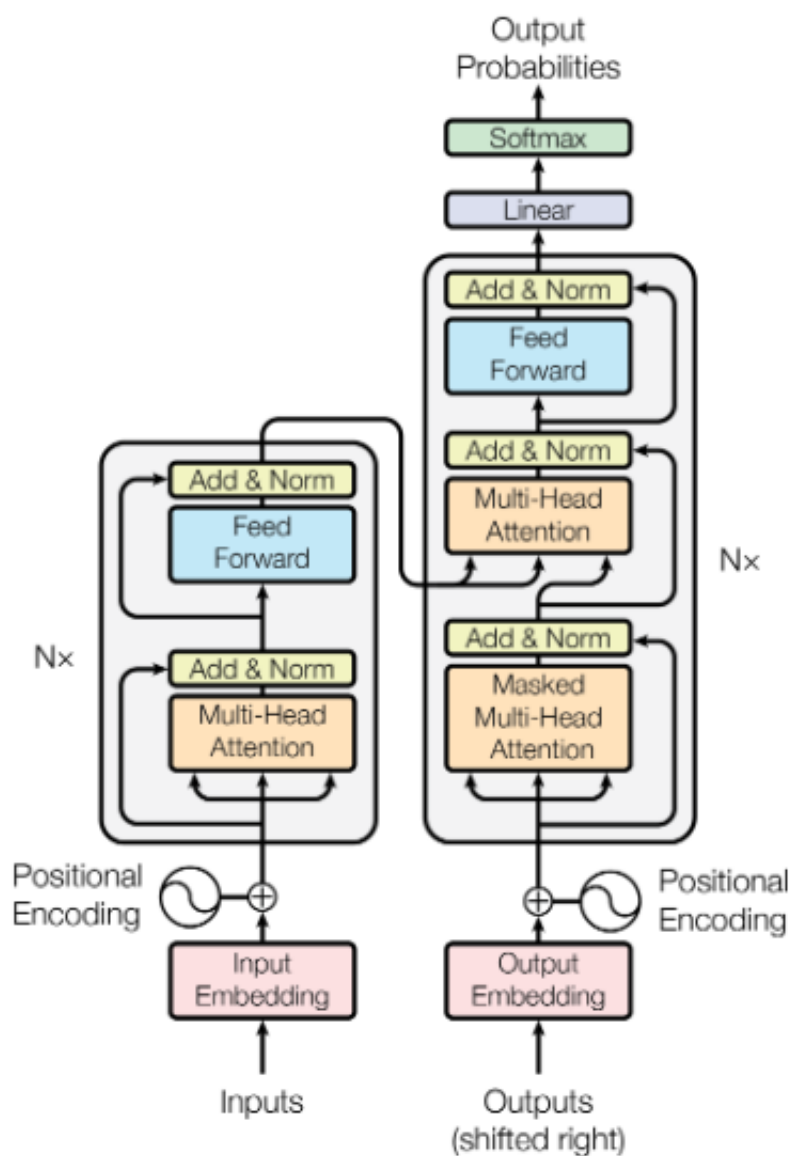 Output
Probabilities
Softmax
Linear
Add & Norm
Feed
Forward
Add & Norm
Multi-Head
Attention
Add & Norm
Masked
Multi-Head
Attention
N×
Add & Norm
Feed
Forward
Add & Norm
Multi-Head
Attention
N×
Positional
Encoding
Positional
Encoding
Input
Embedding
Output
Embedding
Inputs
Outputs
(shifted right)